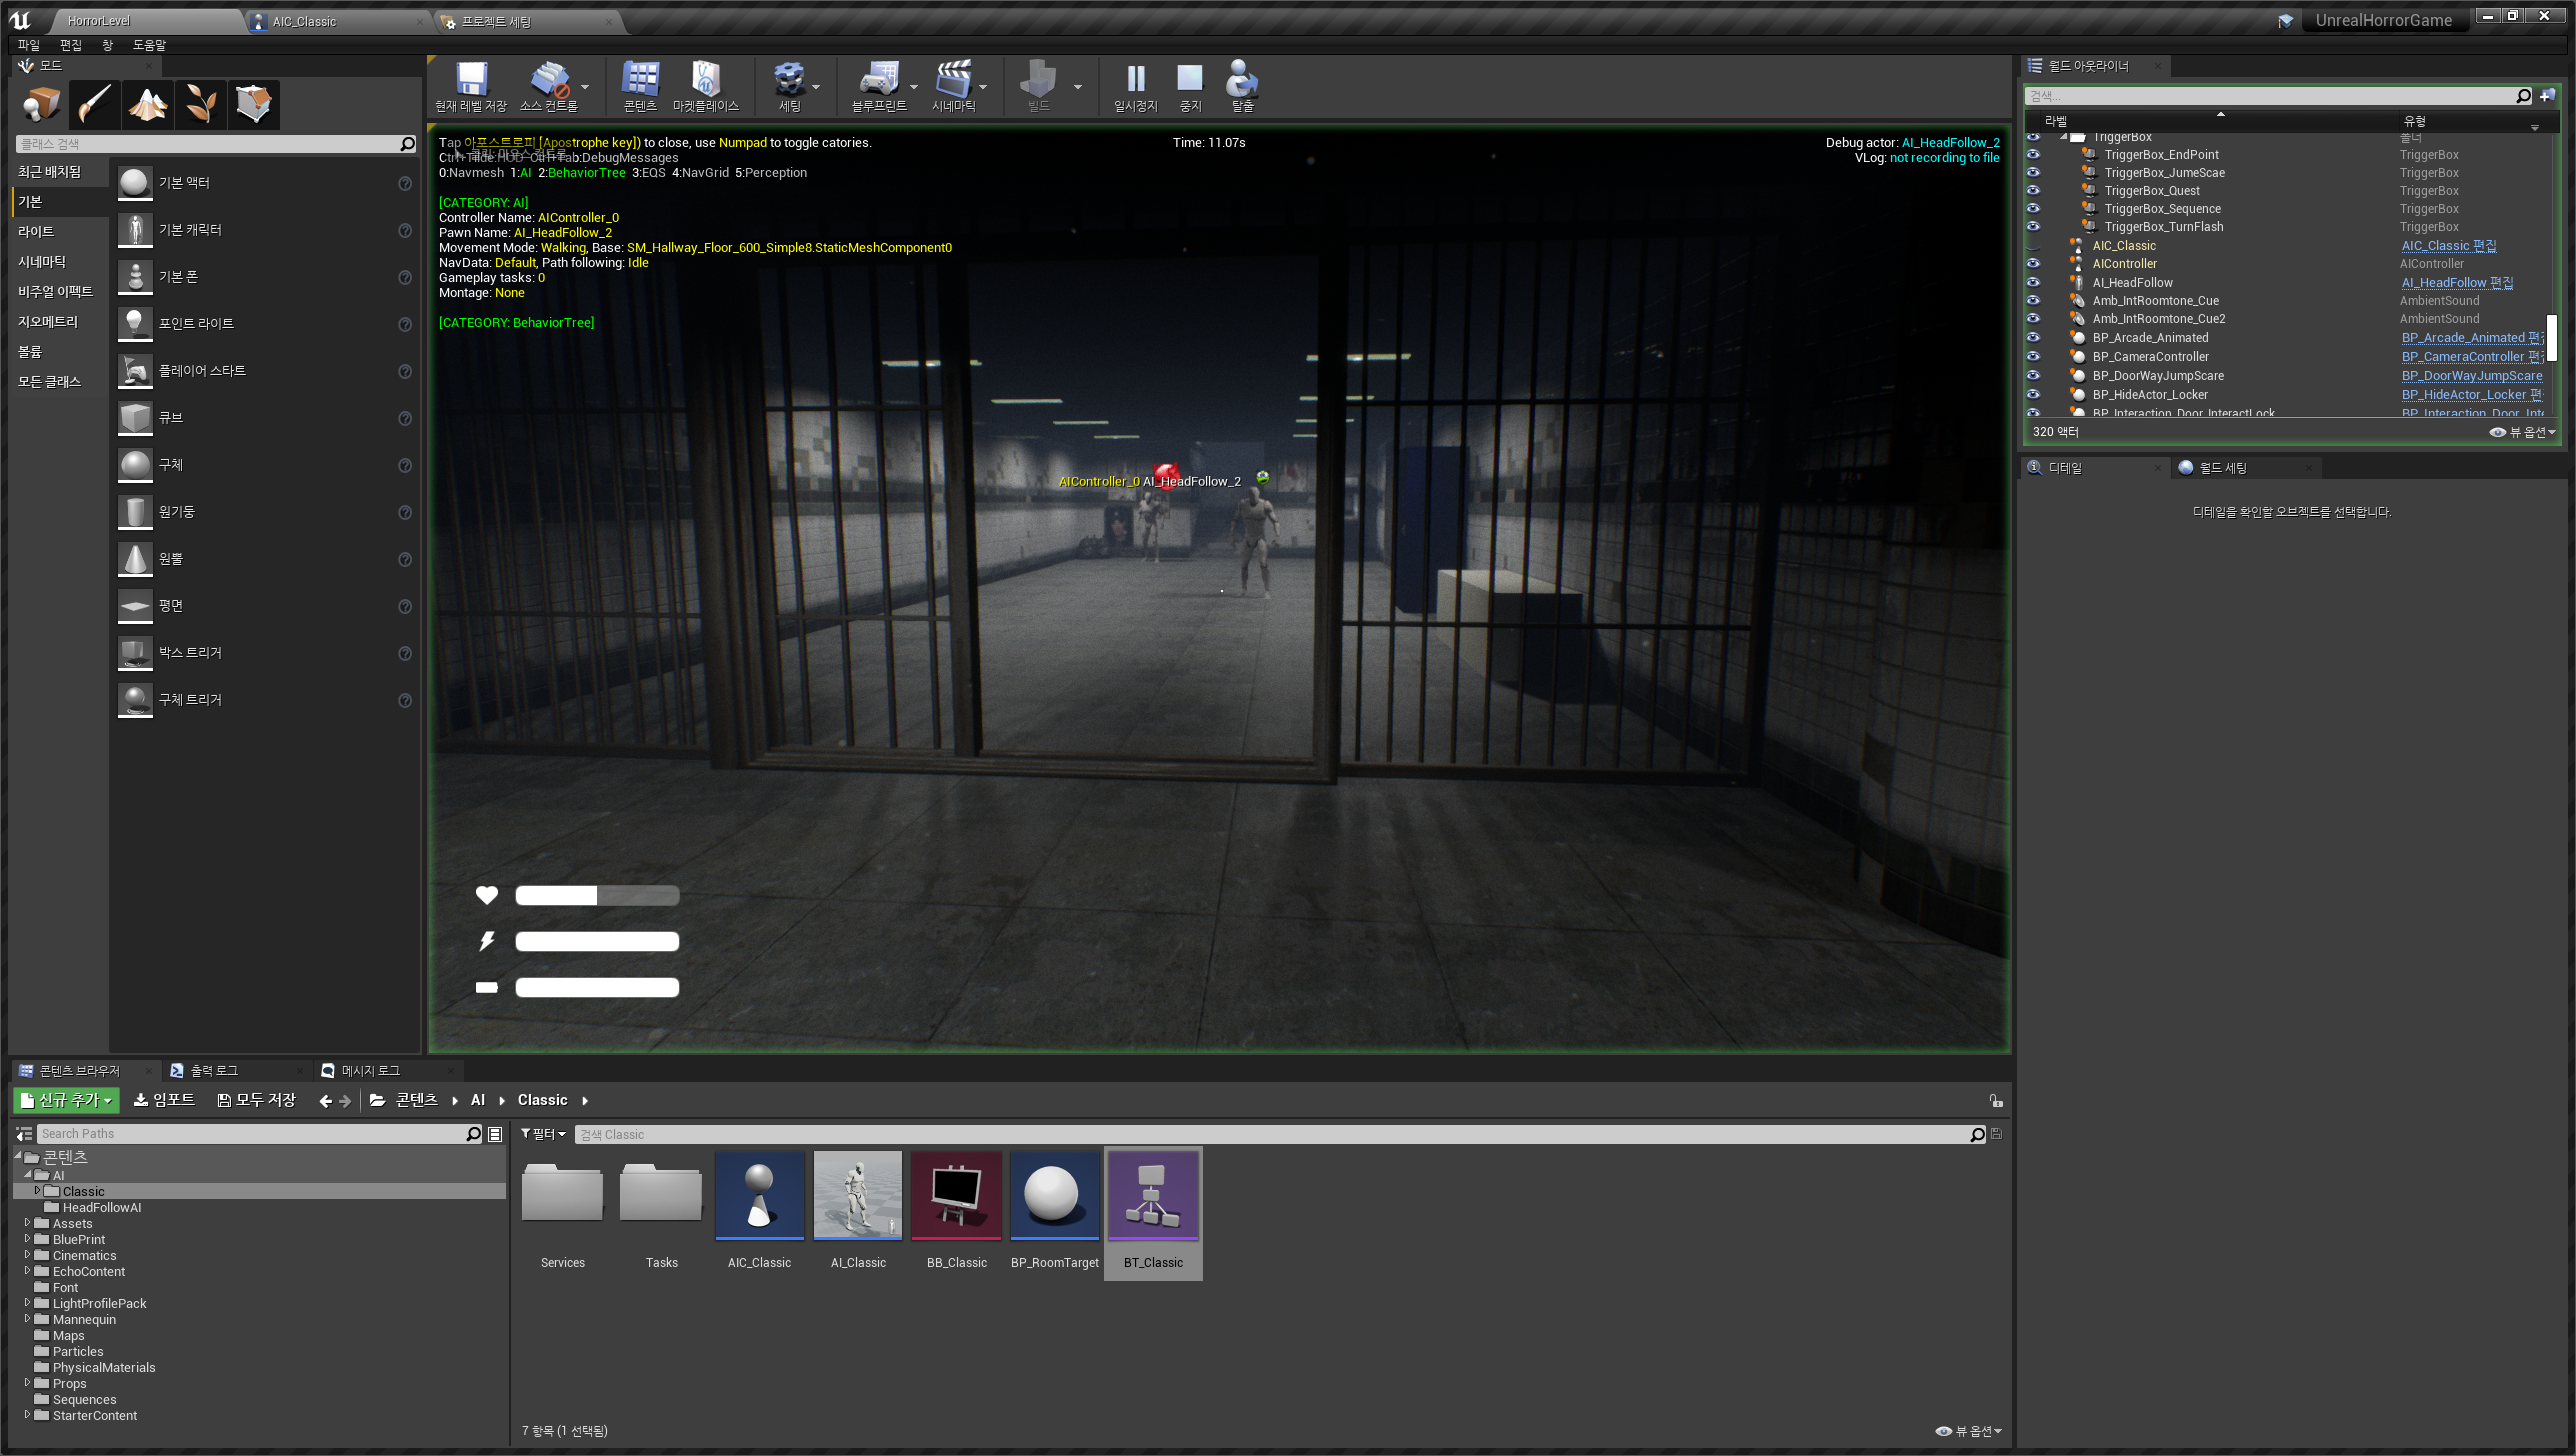 HorrorLevel
AIC_Classic
프로젝트 세팅
UnrealHorrorGame
파일 편집 창 도움말
모드
클래스 검색
최근 배치됨
기본
라이트
시네마틱
비주얼 이펙트
지오메트리
볼륨
모든 클래스
기본 액터
기본 캐릭터
기본 폰
포인트 라이트
플레이어 스타트
큐브
구체
원기둥
원뿔
평면
박스 트리거
구체 트리거
현재 레벨 저장
소스 컨트롤
콘텐츠
마켓플레이스
세팅
블루프린트
시네마틱
빌드
일시정지
중지
탈출
Tap 아포스트로피 [Apostrophe key]) to close, use Numpad to toggle catories.
Time: 11.07s
Debug actor: AI_HeadFollow_2
Ctrl+Tilde:HUD Ctrl+Tab:DebugMessages
VLog: not recording to file
0:Navmesh 1:AI 2:BehaviorTree 3:EQS 4:NavGrid 5:Perception
[CATEGORY: AI]
Controller Name: AIController_0
Pawn Name: AI_HeadFollow_2
Movement Mode: Walking, Base: SM_Hallway_Floor_600_Simple8.StaticMeshComponent0
NavData: Default, Path following: Idle
Gameplay tasks: 0
Montage: None
[CATEGORY: BehaviorTree]
AIController_0 AI_HeadFollow_2
월드 아웃라이너
검색...
라벨 유형
TriggerBox 폴더
TriggerBox_EndPoint TriggerBox
TriggerBox_JumeScae TriggerBox
TriggerBox_Quest TriggerBox
TriggerBox_Sequence TriggerBox
TriggerBox_TurnFlash TriggerBox
AIC_Classic AIC_Classic 편집
AIController AIController
AI_HeadFollow AI_HeadFollow 편집
Amb_IntRoomtone_Cue AmbientSound
Amb_IntRoomtone_Cue2 AmbientSound
BP_Arcade_Animated BP_Arcade_Animated 편
BP_CameraController BP_CameraController 편
BP_DoorWayJumpScare BP_DoorWayJumpScare
BP_HideActor_Locker BP_HideActor_Locker 편
BP_Interaction_Door_InteractLock BP_Interaction_Door_Inte
320 액터
뷰 옵션
디테일
월드 세팅
디테일을 확인할 오브젝트를 선택합니다.
콘텐츠 브라우저
출력 로그
메시지 로그
신규 추가
임포트
모두 저장
콘텐츠
AI
Classic
Search Paths
필터
검색 Classic
콘텐츠
AI
Classic
HeadFollowAI
Assets
BluePrint
Cinematics
EchoContent
Font
LightProfilePack
Mannequin
Maps
Particles
PhysicalMaterials
Props
Sequences
StarterContent
Services
Tasks
AIC_Classic
AI_Classic
BB_Classic
BP_RoomTarget
BT_Classic
7 항목 (1 선택됨)
뷰 옵션